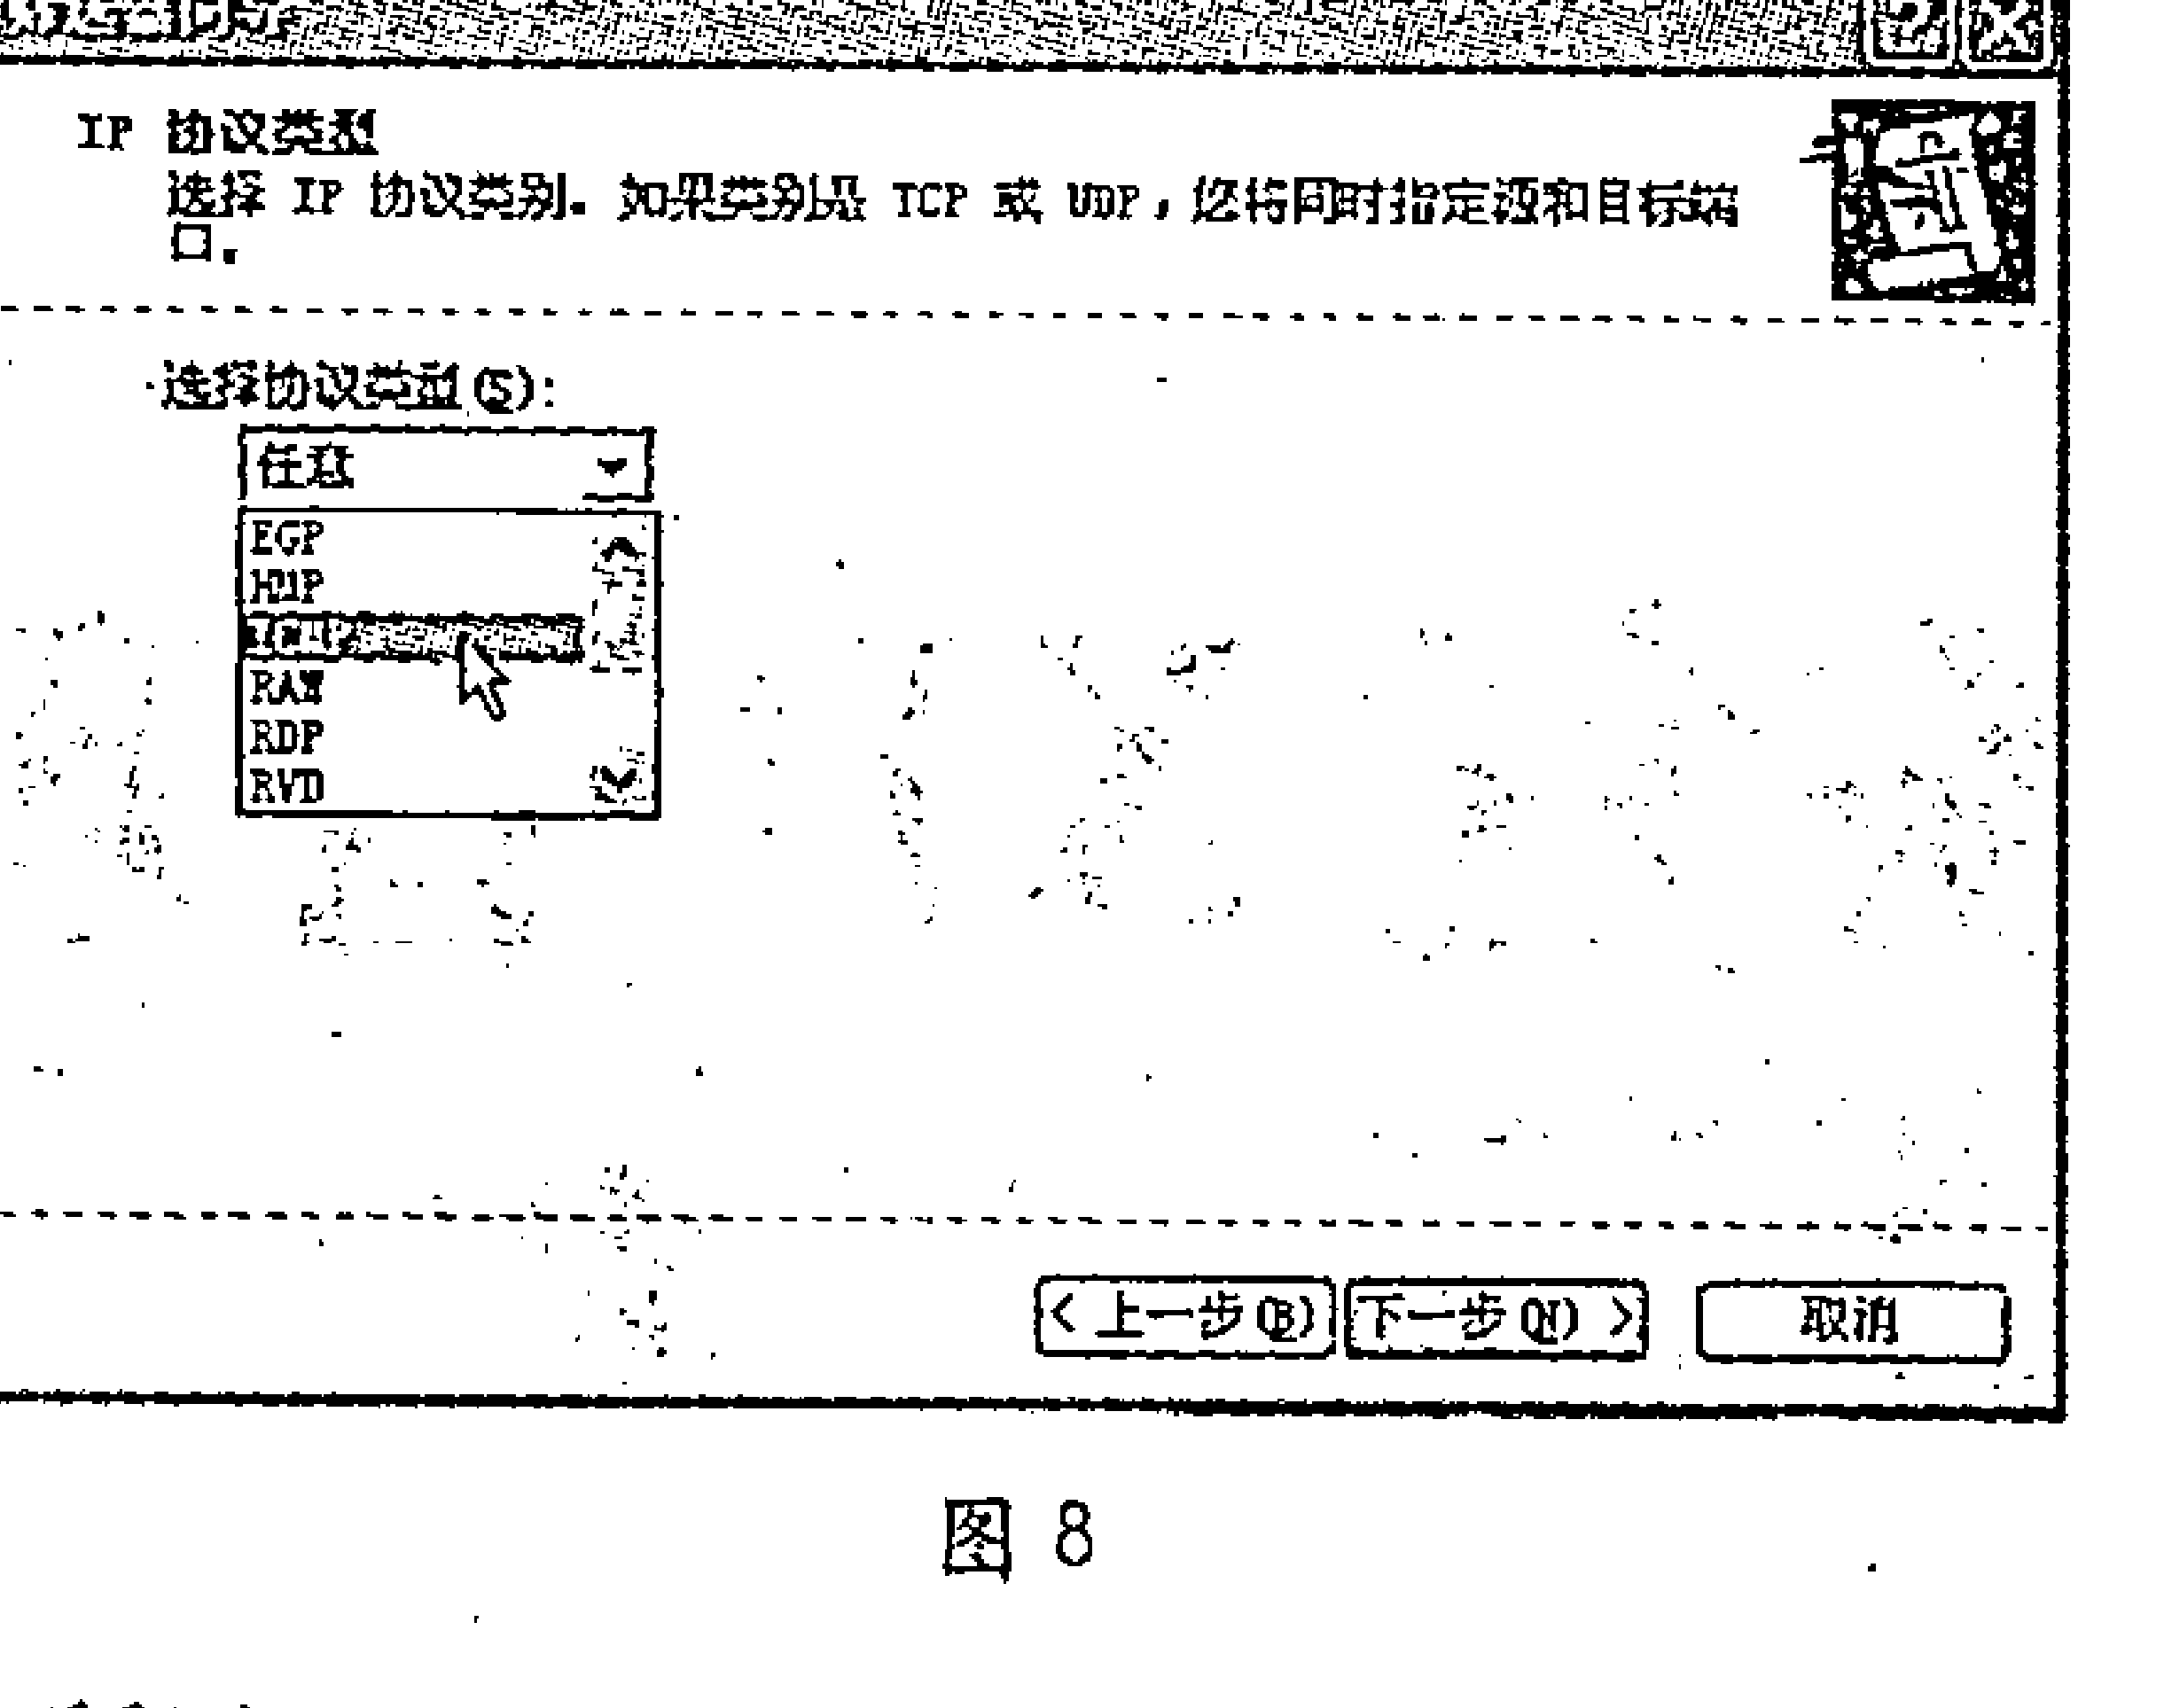 IP 协议类型
选择 IP 协议类别. 如果类别是 TCP 或 UDP, 您将同时指定源和目标端
口.
选择协议类型(S):
任意
EGP
HMP
ICMP
RAW
RDP
RVD
< 上一步(B)
下一步(N) >
取消
图 8